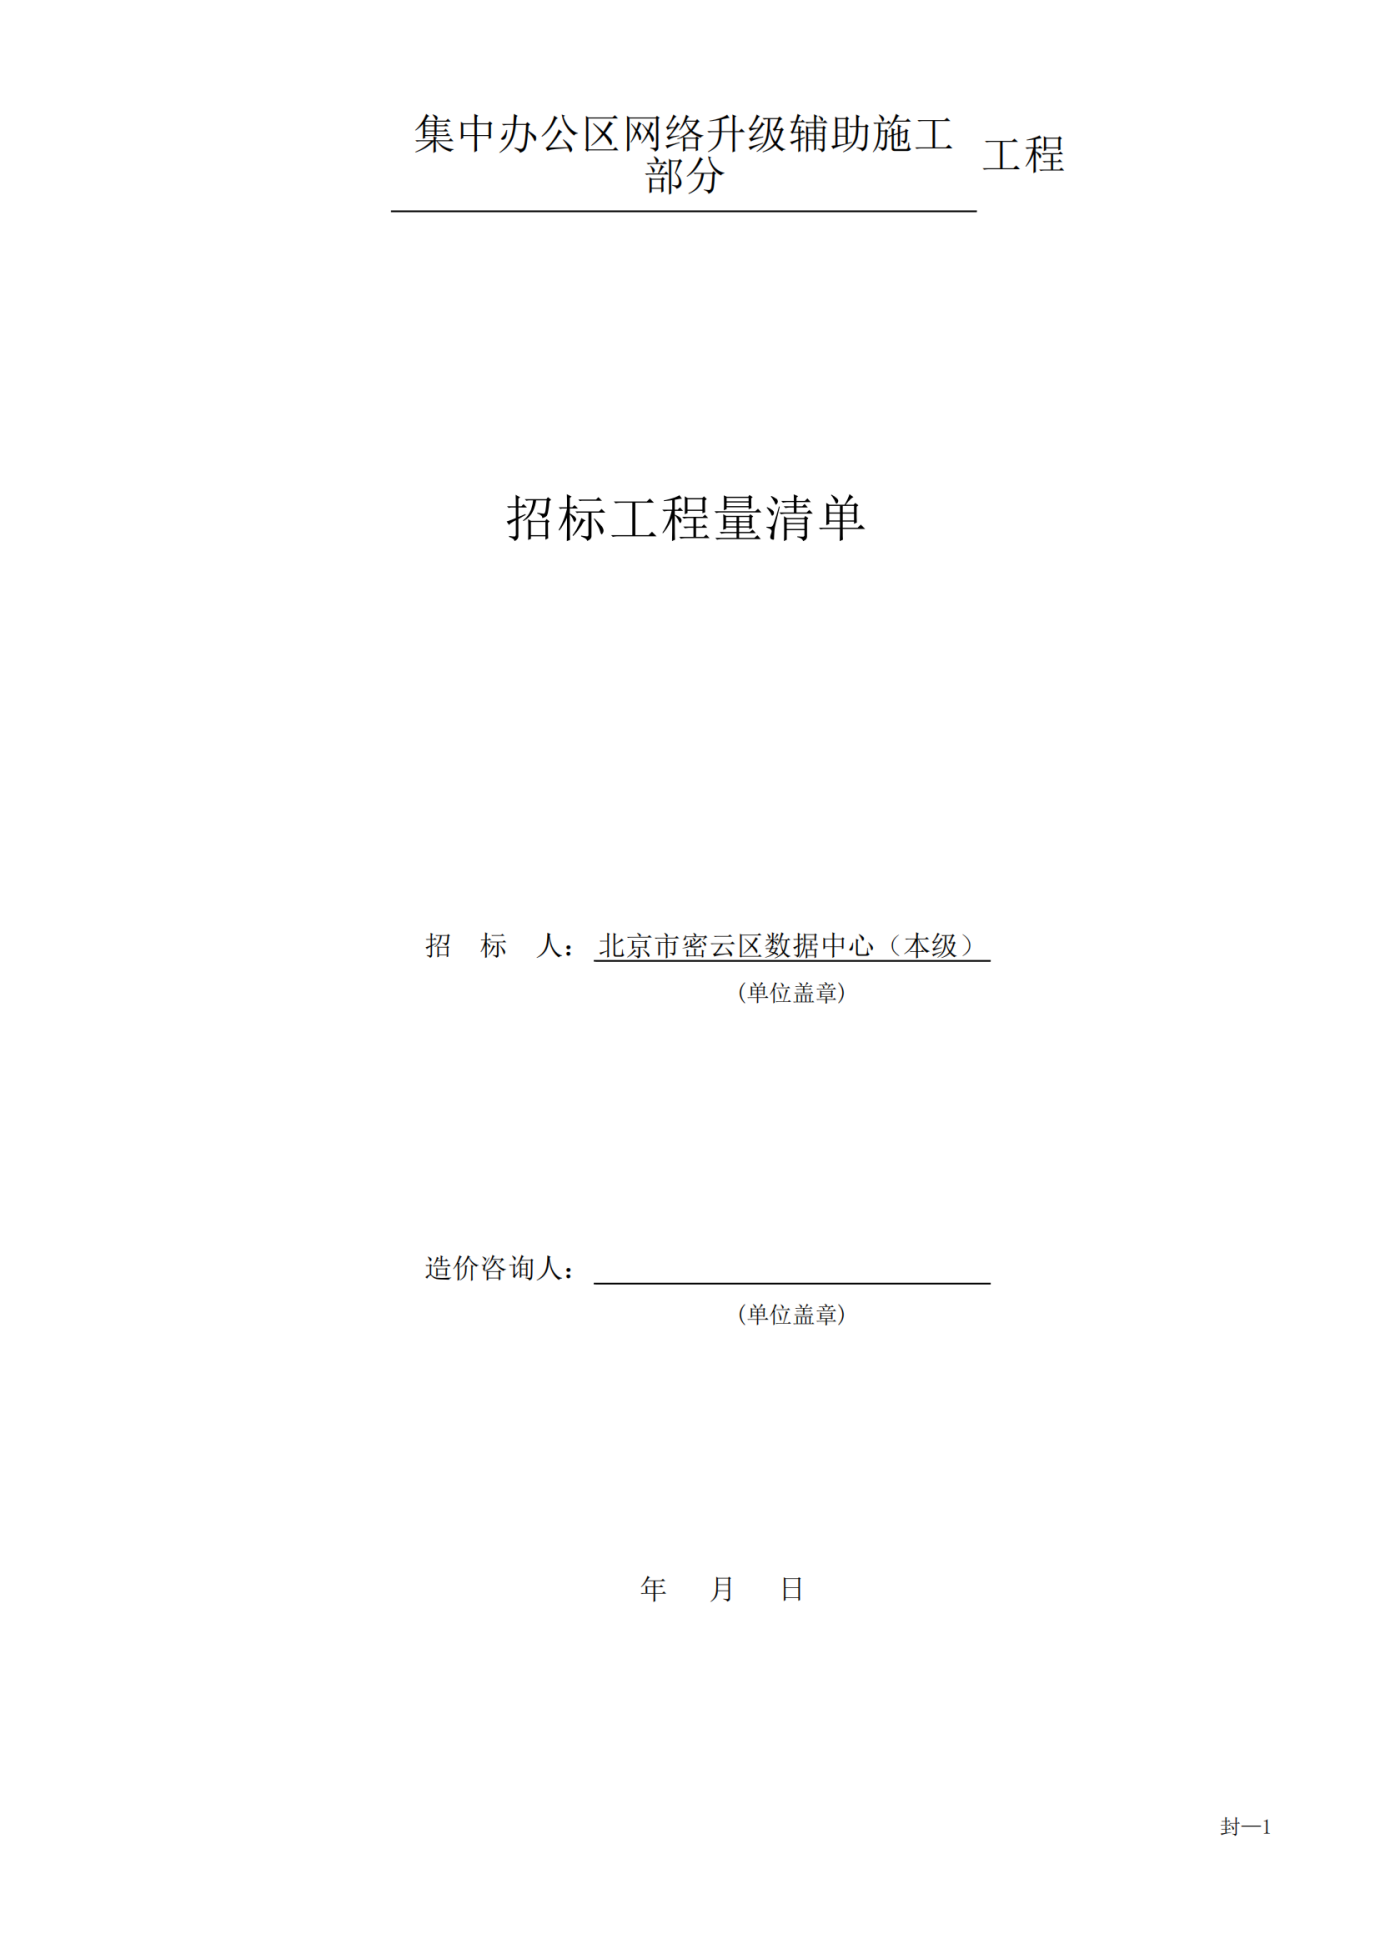 集中办公区网络升级辅助施工
部分
工程
招标工程量清单
招 标 人：北京市密云区数据中心（本级）
(单位盖章)
造价咨询人：
(单位盖章)
年 月 日
封—1